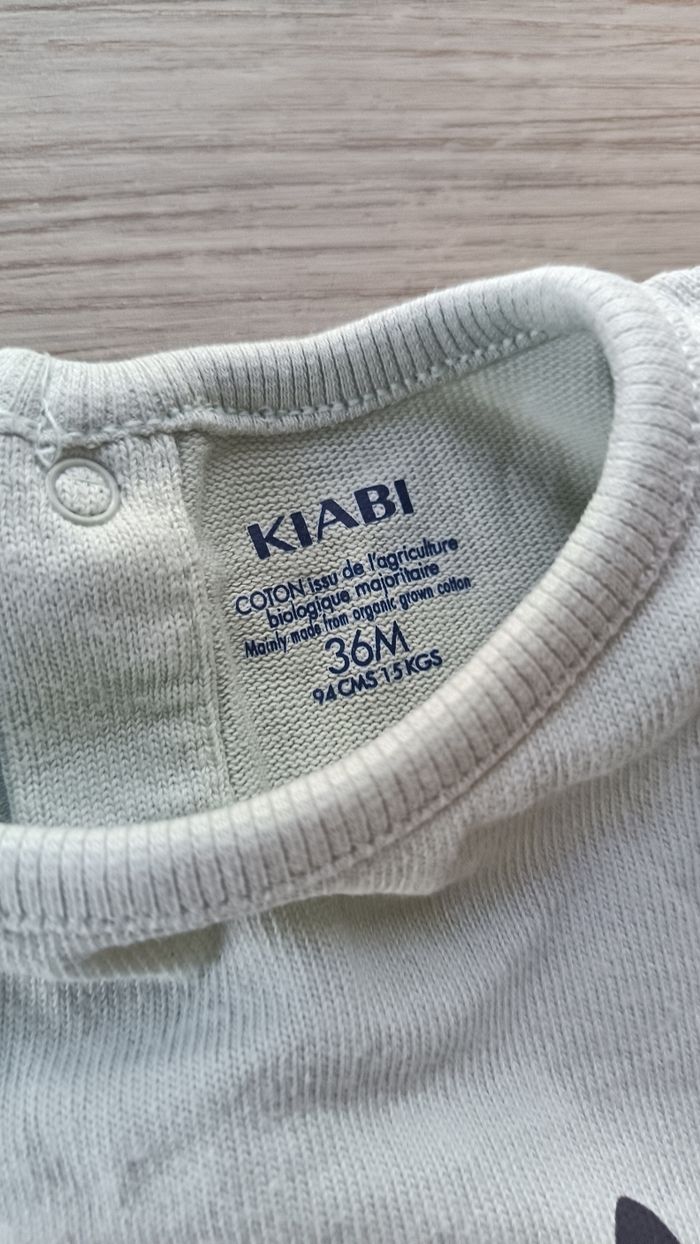 KIABI
COTON issu de l'agriculture
biologique majoritaire
Mainly made from organic grown cotton
36M
94 CMS 15 KGS